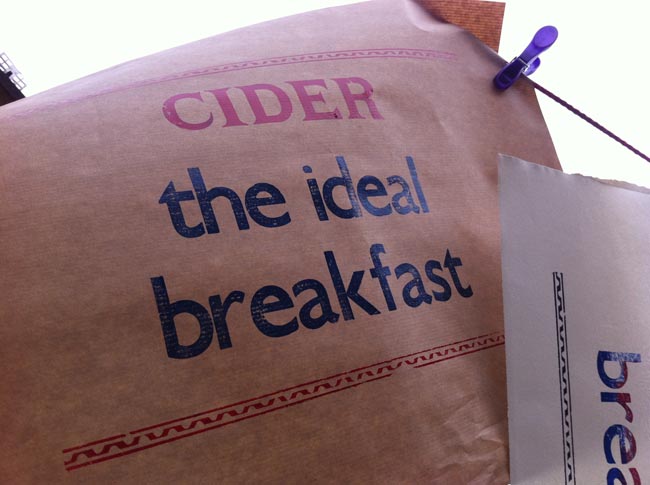 CIDER
the ideal
breakfast
brea